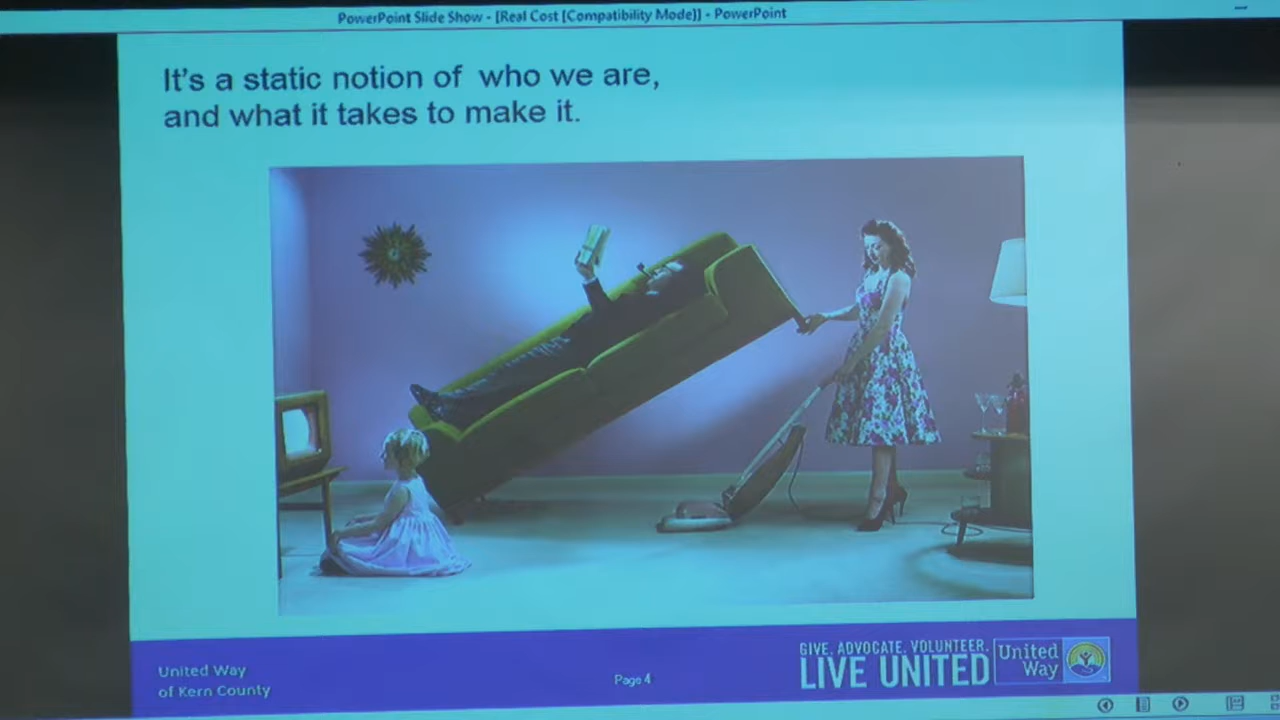 PowerPoint Slide Show - [Real Cost [Compatibility Mode]] - PowerPoint
It's a static notion of who we are,
and what it takes to make it.
United Way
of Kern County
Page 4
GIVE. ADVOCATE. VOLUNTEER.
LIVE UNITED
United
Way